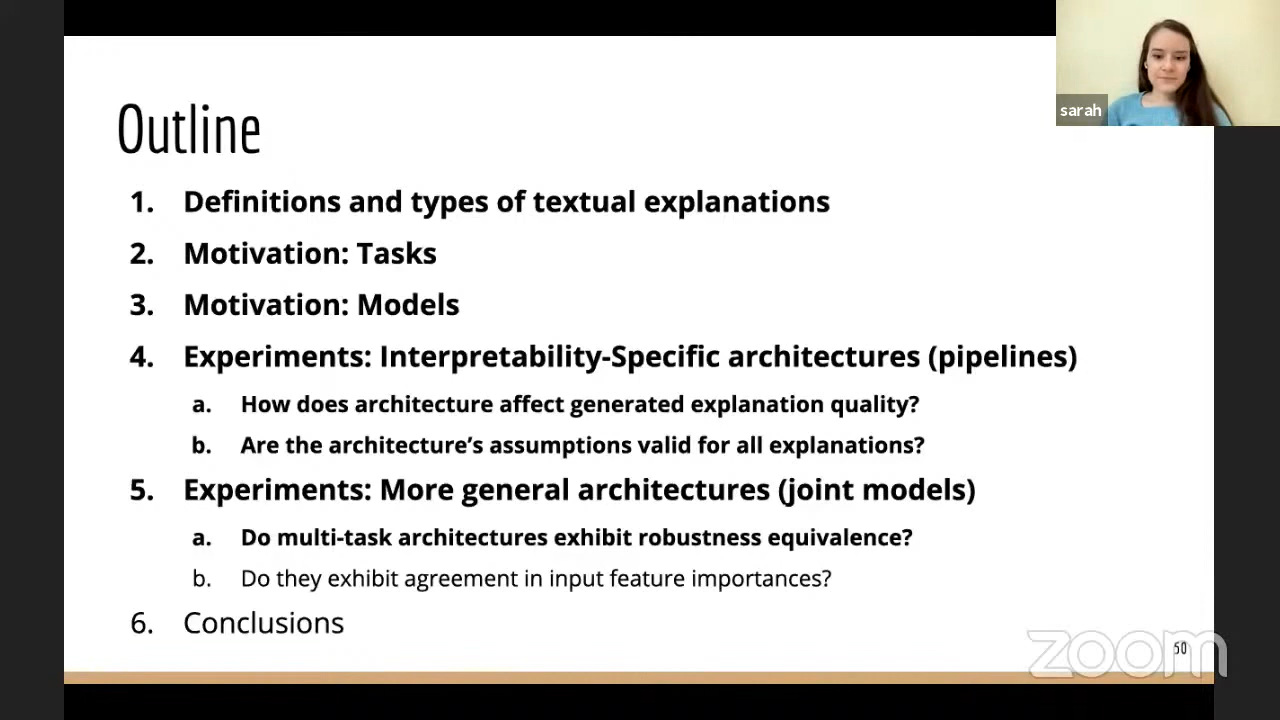 sarah
Outline
1. Definitions and types of textual explanations
2. Motivation: Tasks
3. Motivation: Models
4. Experiments: Interpretability-Specific architectures (pipelines)
a. How does architecture affect generated explanation quality?
b. Are the architecture's assumptions valid for all explanations?
5. Experiments: More general architectures (joint models)
a. Do multi-task architectures exhibit robustness equivalence?
b. Do they exhibit agreement in input feature importances?
6. Conclusions
50
zoom